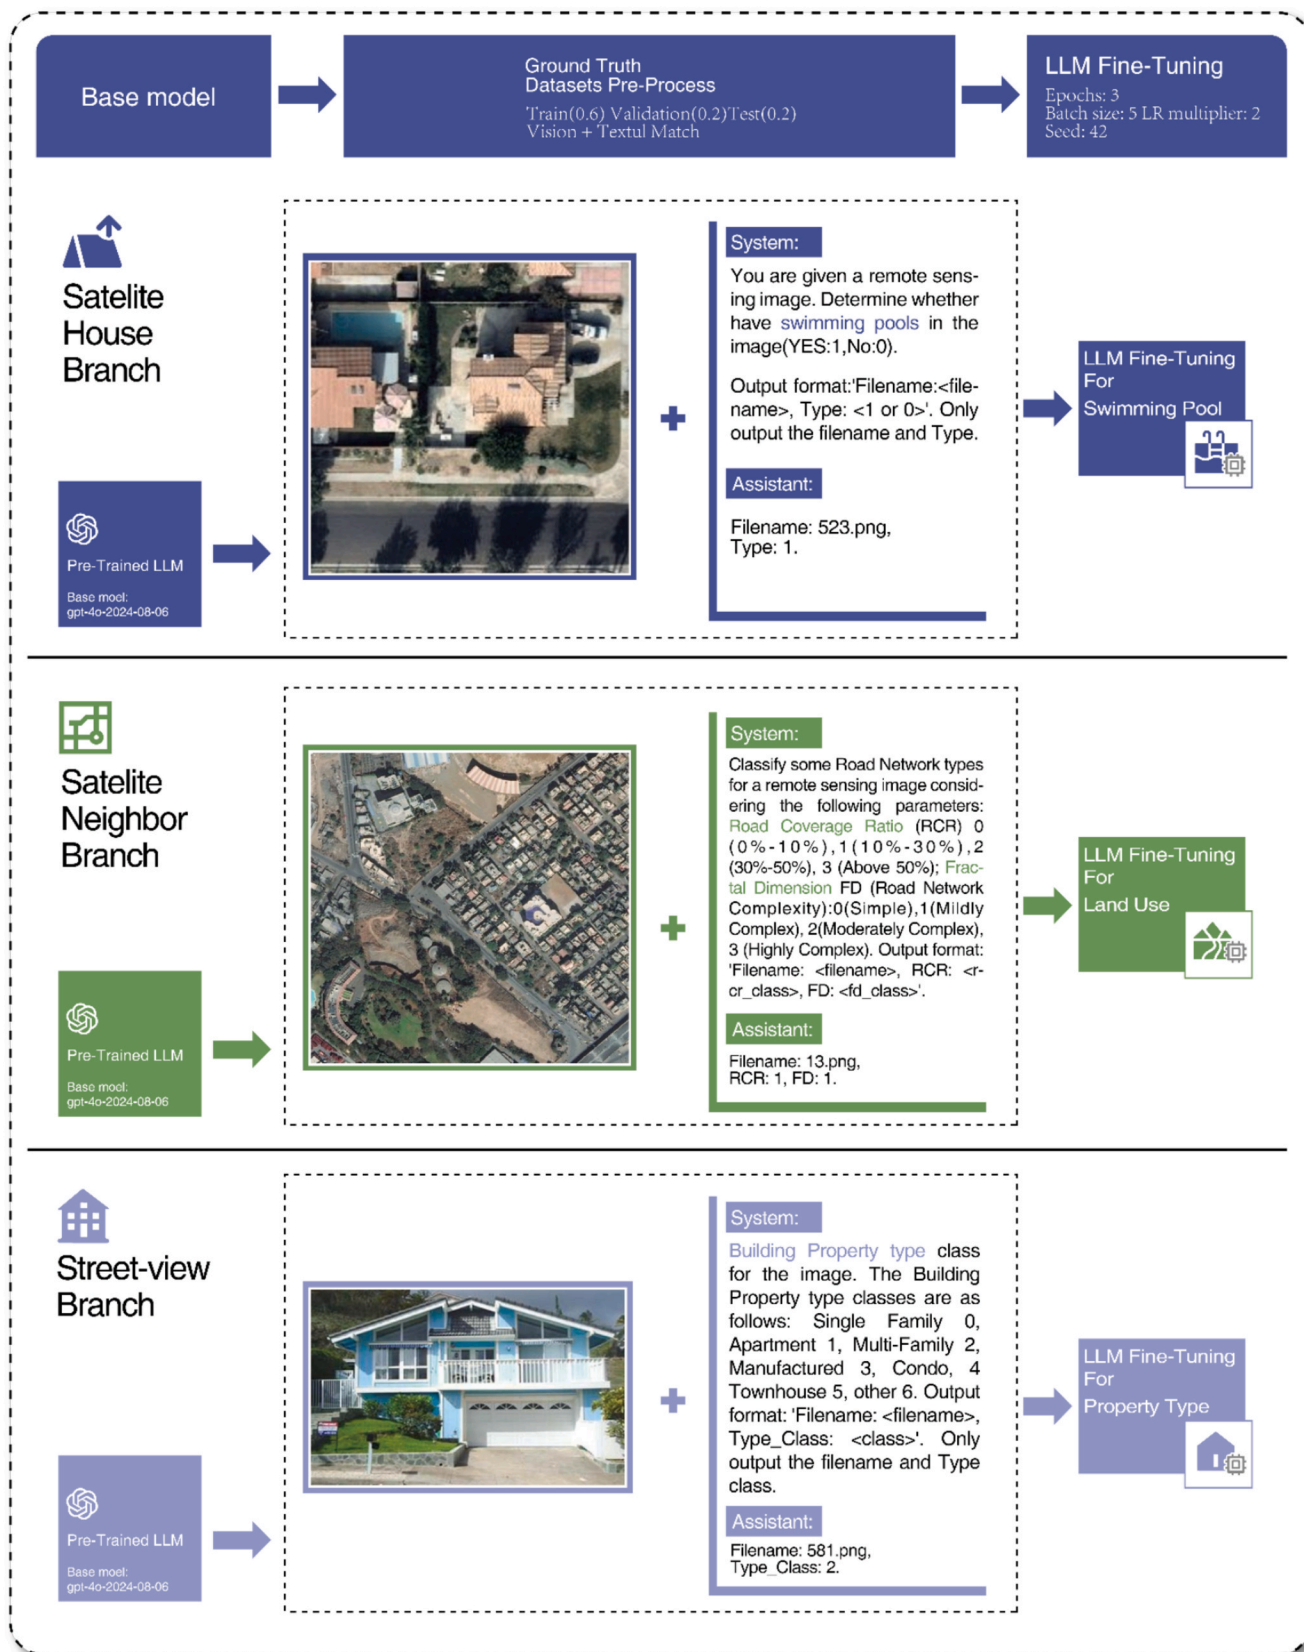 Base model
Ground Truth
Datasets Pre-Process
Train(0.6) Validation(0.2)Test(0.2)
Vision + Textul Match
LLM Fine-Tuning
Epochs: 3
Batch size: 5 LR multiplier: 2
Seed: 42
Satelite
House
Branch
Pre-Trained LLM
Base moel:
gpt-4o-2024-08-06
System:
You are given a remote sens-
ing image. Determine whether
have swimming pools in the
image(YES:1,No:0).
Output format:'Filename:<file-
name>, Type: <1 or 0>'. Only
output the filename and Type.
Assistant:
Filename: 523.png,
Type: 1.
LLM Fine-Tuning
For
Swimming Pool
Satelite
Neighbor
Branch
Pre-Trained LLM
Base moel:
gpt-4o-2024-08-06
System:
Classify some Road Network types
for a remote sensing image consid-
ering the following parameters:
Road Coverage Ratio (RCR) 0
(0%-10%),1(10%-30%),2
(30%-50%), 3 (Above 50%); Frac-
tal Dimension FD (Road Network
Complexity):0(Simple),1(Mildly
Complex), 2(Moderately Complex),
3 (Highly Complex). Output format:
'Filename: <filename>, RCR: <r-
cr_class>, FD: <fd_class>'.
Assistant:
Filename: 13.png,
RCR: 1, FD: 1.
LLM Fine-Tuning
For
Land Use
Street-view
Branch
Pre-Trained LLM
Base moel:
gpt-4o-2024-08-06
System:
Building Property type class
for the image. The Building
Property type classes are as
follows: Single Family 0,
Apartment 1, Multi-Family 2,
Manufactured 3, Condo, 4
Townhouse 5, other 6. Output
format: 'Filename: <filename>,
Type_Class: <class>'. Only
output the filename and Type
class.
Assistant:
Filename: 581.png,
Type_Class: 2.
LLM Fine-Tuning
For
Property Type